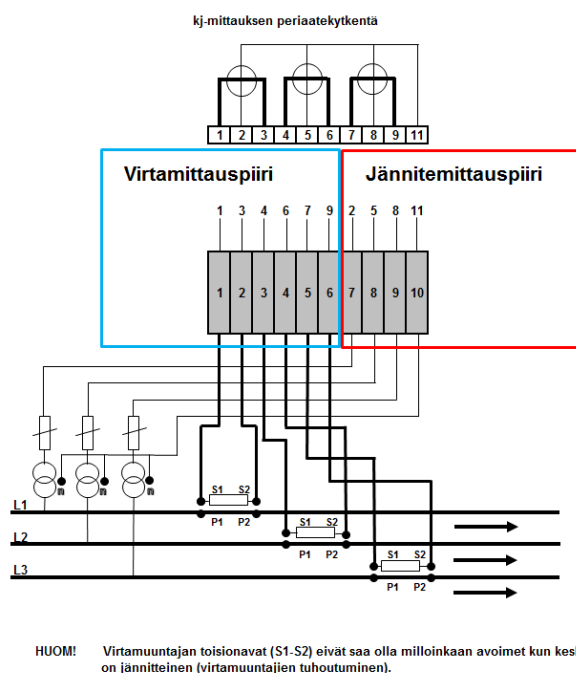 kj-mittauksen periaatekytkentä
1 2 3 4 5 6 7 8 9 11
Virtamittauspiiri Jännitemittauspiiri
1 3 4 6 7 9 2 5 8 11
1 2 3 4 5 6 7 8 9 10
n n n
L1 S1 S2
P1 P2
S1 S2
L2
P1 P2
S1 S2
L3
P1 P2
HUOM! Virtamuuntajan toisionavat (S1-S2) eivät saa olla milloinkaan avoimet kun
on jännitteinen (virtamuuntajien tuhoutuminen).